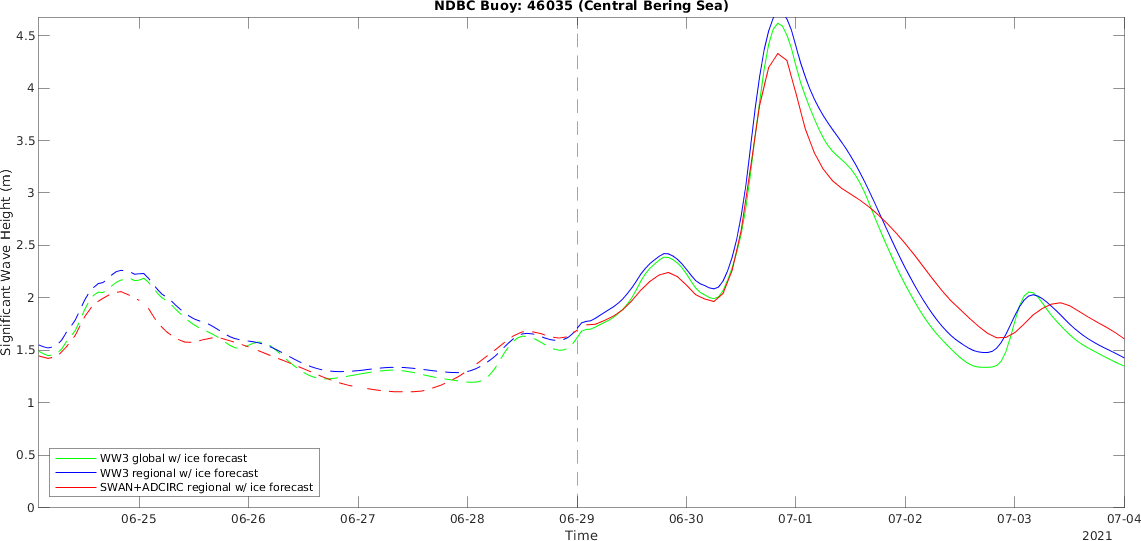 NDBC Buoy: 46035 (Central Bering Sea)
Significant Wave Height (m)
4.5
4
3.5
3
2.5
2
1.5
1
0.5
0
WW3 global w/ ice forecast
WW3 regional w/ ice forecast
SWAN+ADCIRC regional w/ ice forecast
06-25 06-26 06-27 06-28 06-29 06-30 07-01 07-02 07-03 07-04
Time
2021